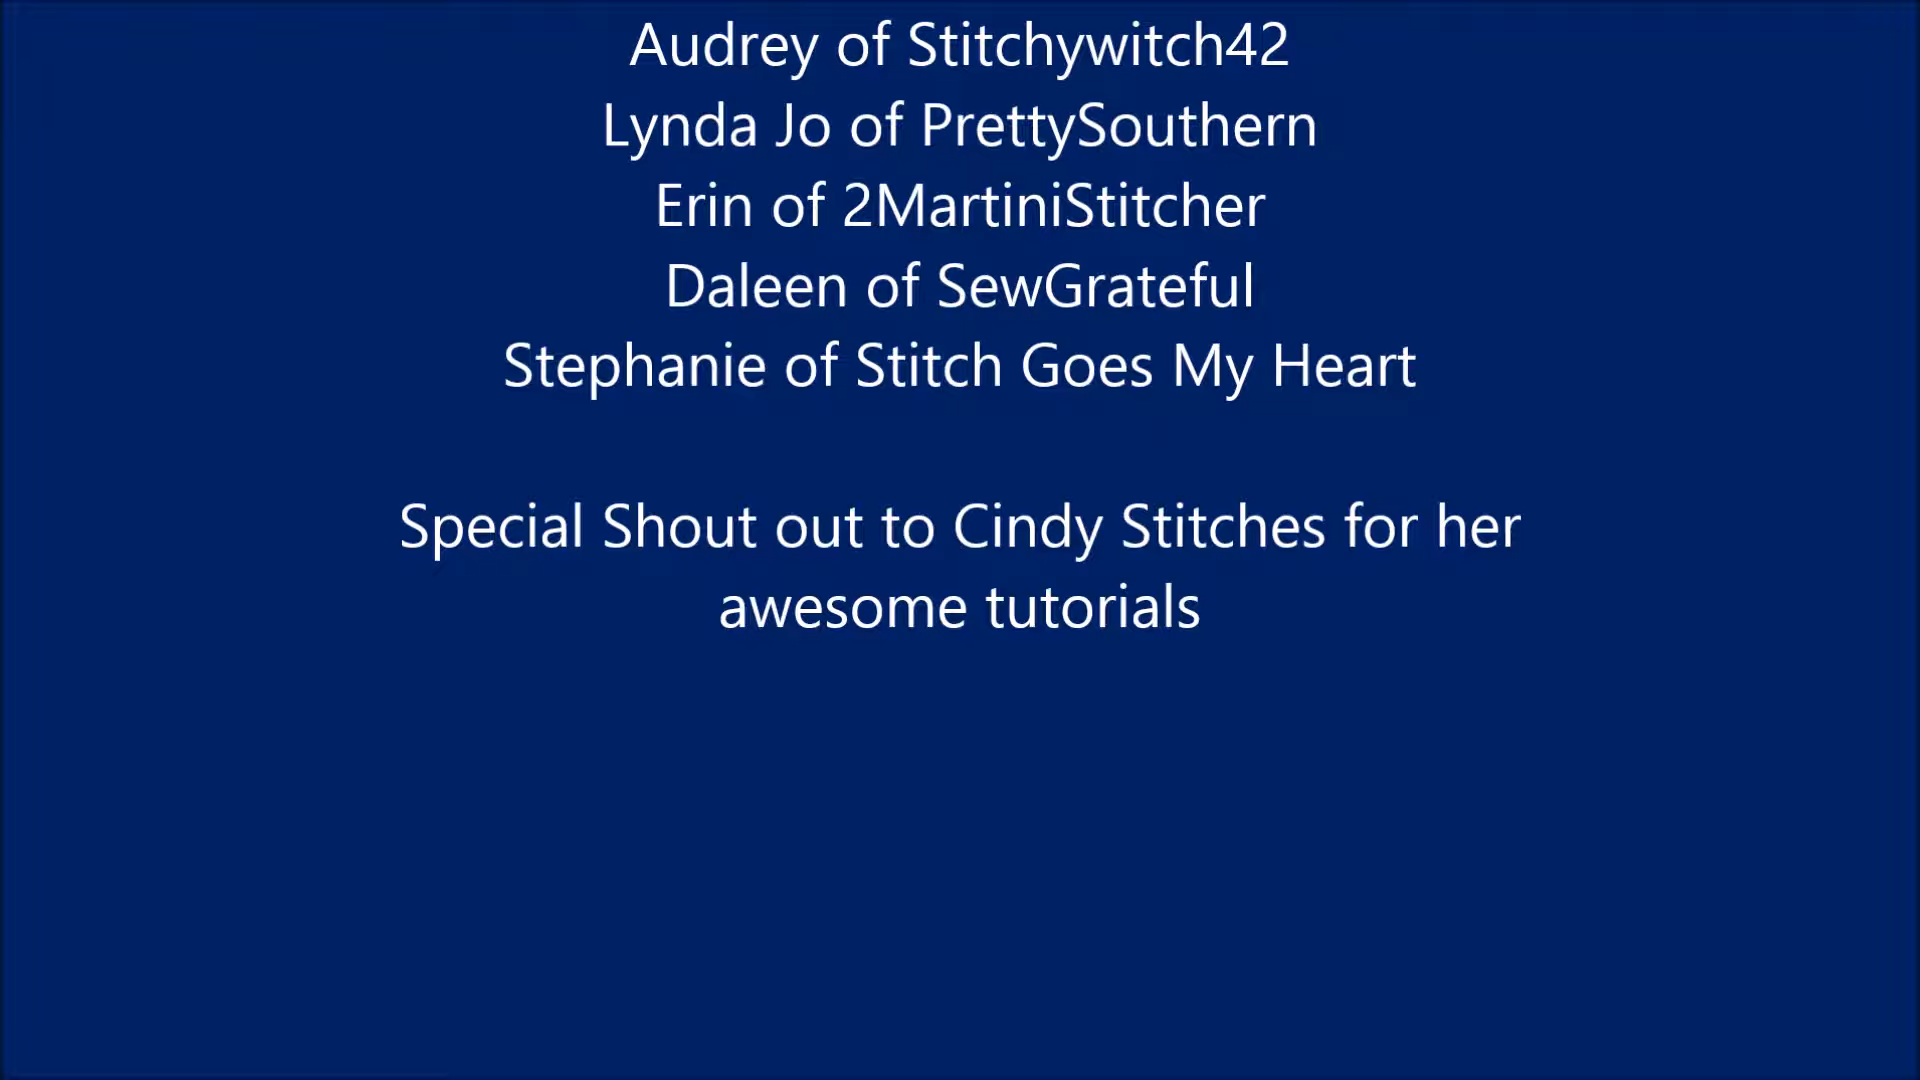 Audrey of Stitchywitch42
Lynda Jo of PrettySouthern
Erin of 2MartiniStitcher
Daleen of SewGrateful
Stephanie of Stitch Goes My Heart
Special Shout out to Cindy Stitches for her
awesome tutorials